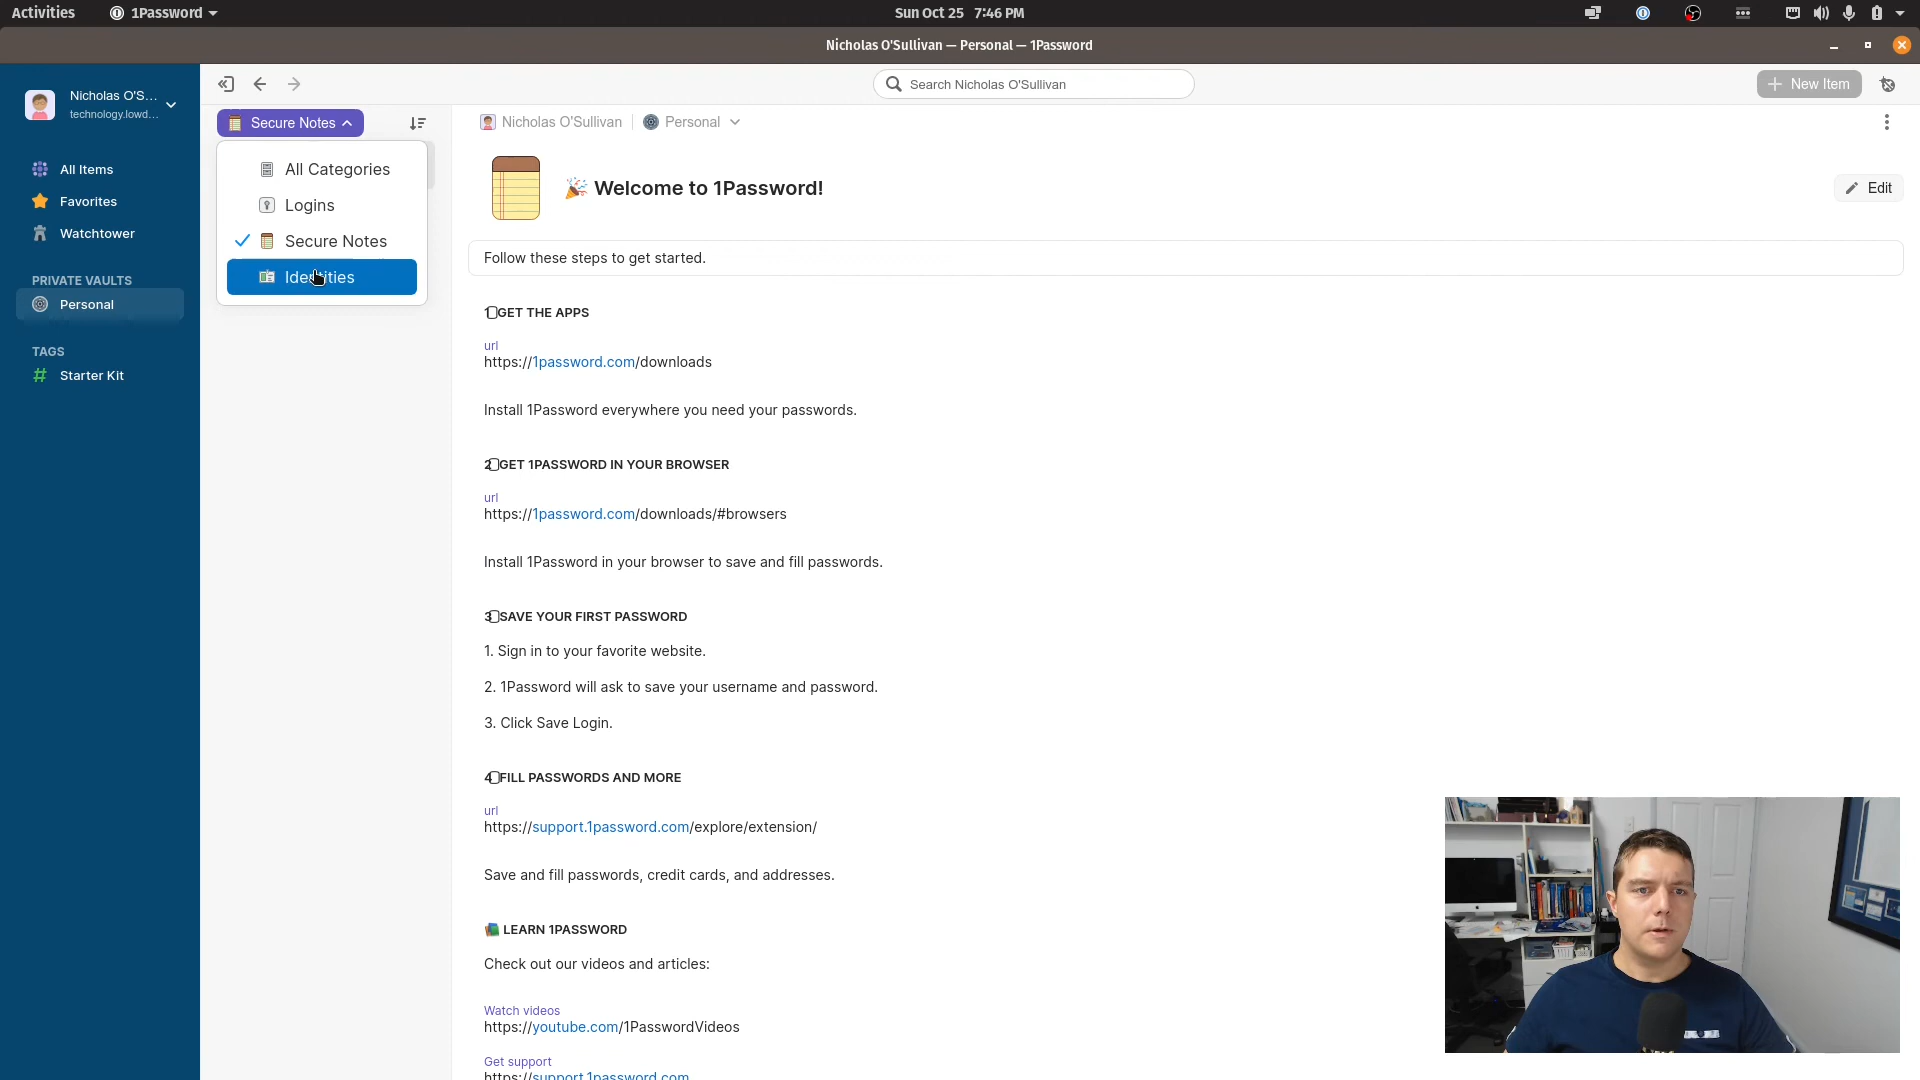 Activities
1Password
Sun Oct 25 7:46 PM
Nicholas O'Sullivan — Personal — 1Password
Nicholas O'S...
technology.lowd...
Search Nicholas O'Sullivan
New Item
All Items
Favorites
Watchtower
PRIVATE VAULTS
Personal
TAGS
Starter Kit
Secure Notes
All Categories
Logins
Secure Notes
Identities
Nicholas O'Sullivan
Personal
🎉 Welcome to 1Password!
Edit
Follow these steps to get started.
1 GET THE APPS
url
https://1password.com/downloads
Install 1Password everywhere you need your passwords.
2 GET 1PASSWORD IN YOUR BROWSER
url
https://1password.com/downloads/#browsers
Install 1Password in your browser to save and fill passwords.
3 SAVE YOUR FIRST PASSWORD
1. Sign in to your favorite website.
2. 1Password will ask to save your username and password.
3. Click Save Login.
4 FILL PASSWORDS AND MORE
url
https://support.1password.com/explore/extension/
Save and fill passwords, credit cards, and addresses.
LEARN 1PASSWORD
Check out our videos and articles:
Watch videos
https://youtube.com/1PasswordVideos
Get support
https://support.1password.com